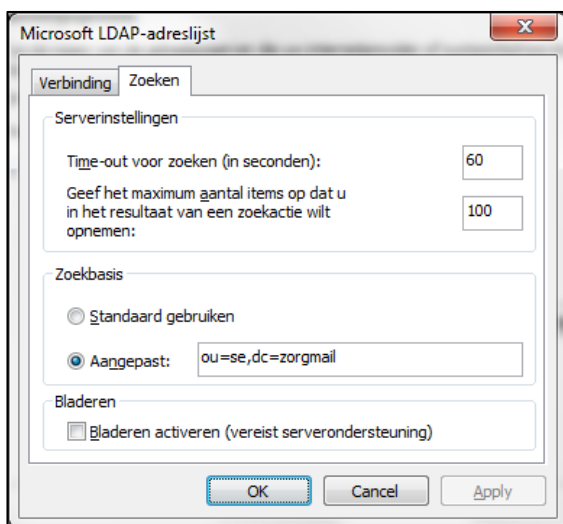 Microsoft LDAP-adreslijst
Verbinding
Zoeken
Serverinstellingen
Time-out voor zoeken (in seconden):
60
Geef het maximum aantal items op dat u
in het resultaat van een zoekactie wilt
opnemen:
100
Zoekbasis
Standaard gebruiken
Aangepast:
ou=se,dc=zorgmail
Bladeren
Bladeren activeren (vereist serverondersteuning)
OK
Cancel
Apply